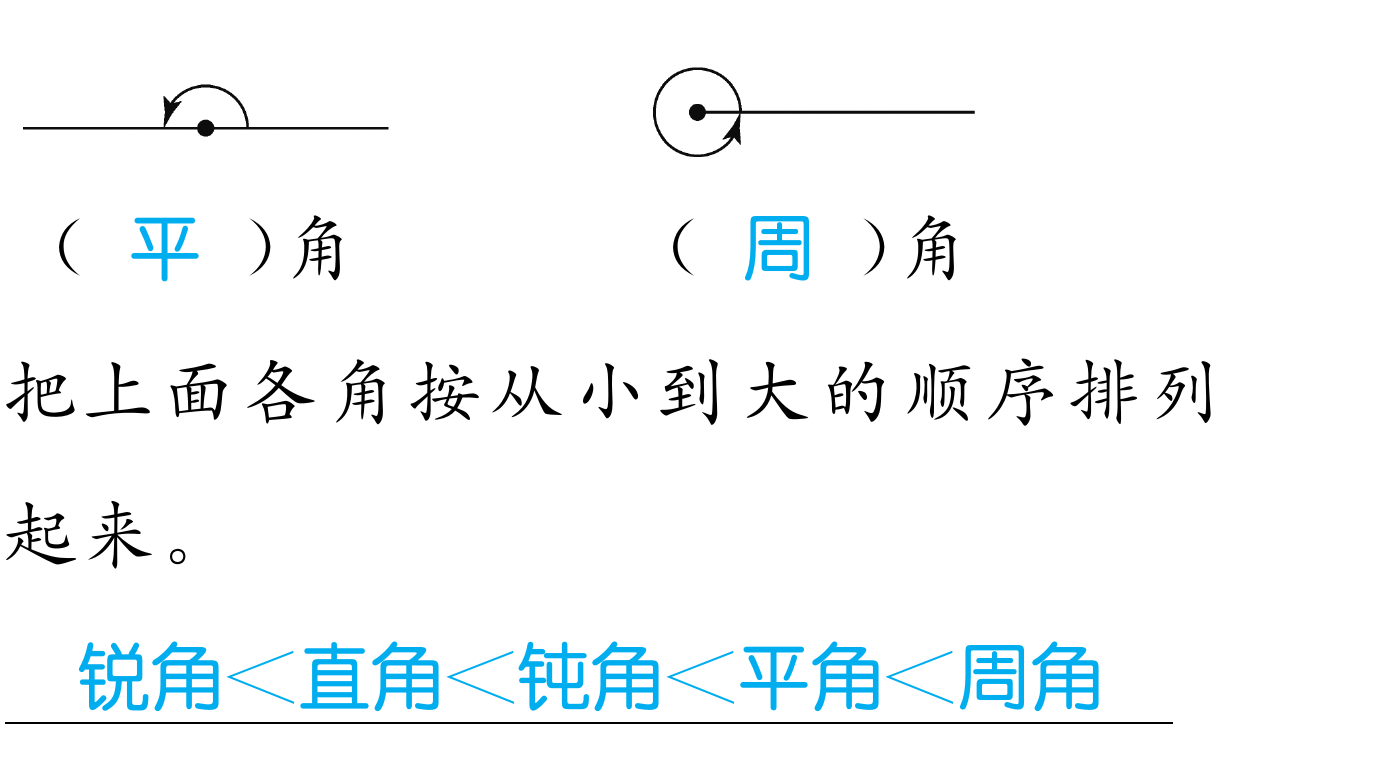 （ 平 ）角 （ 周 ）角
把上面各角按从小到大的顺序排列
起来。
锐角＜直角＜钝角＜平角＜周角